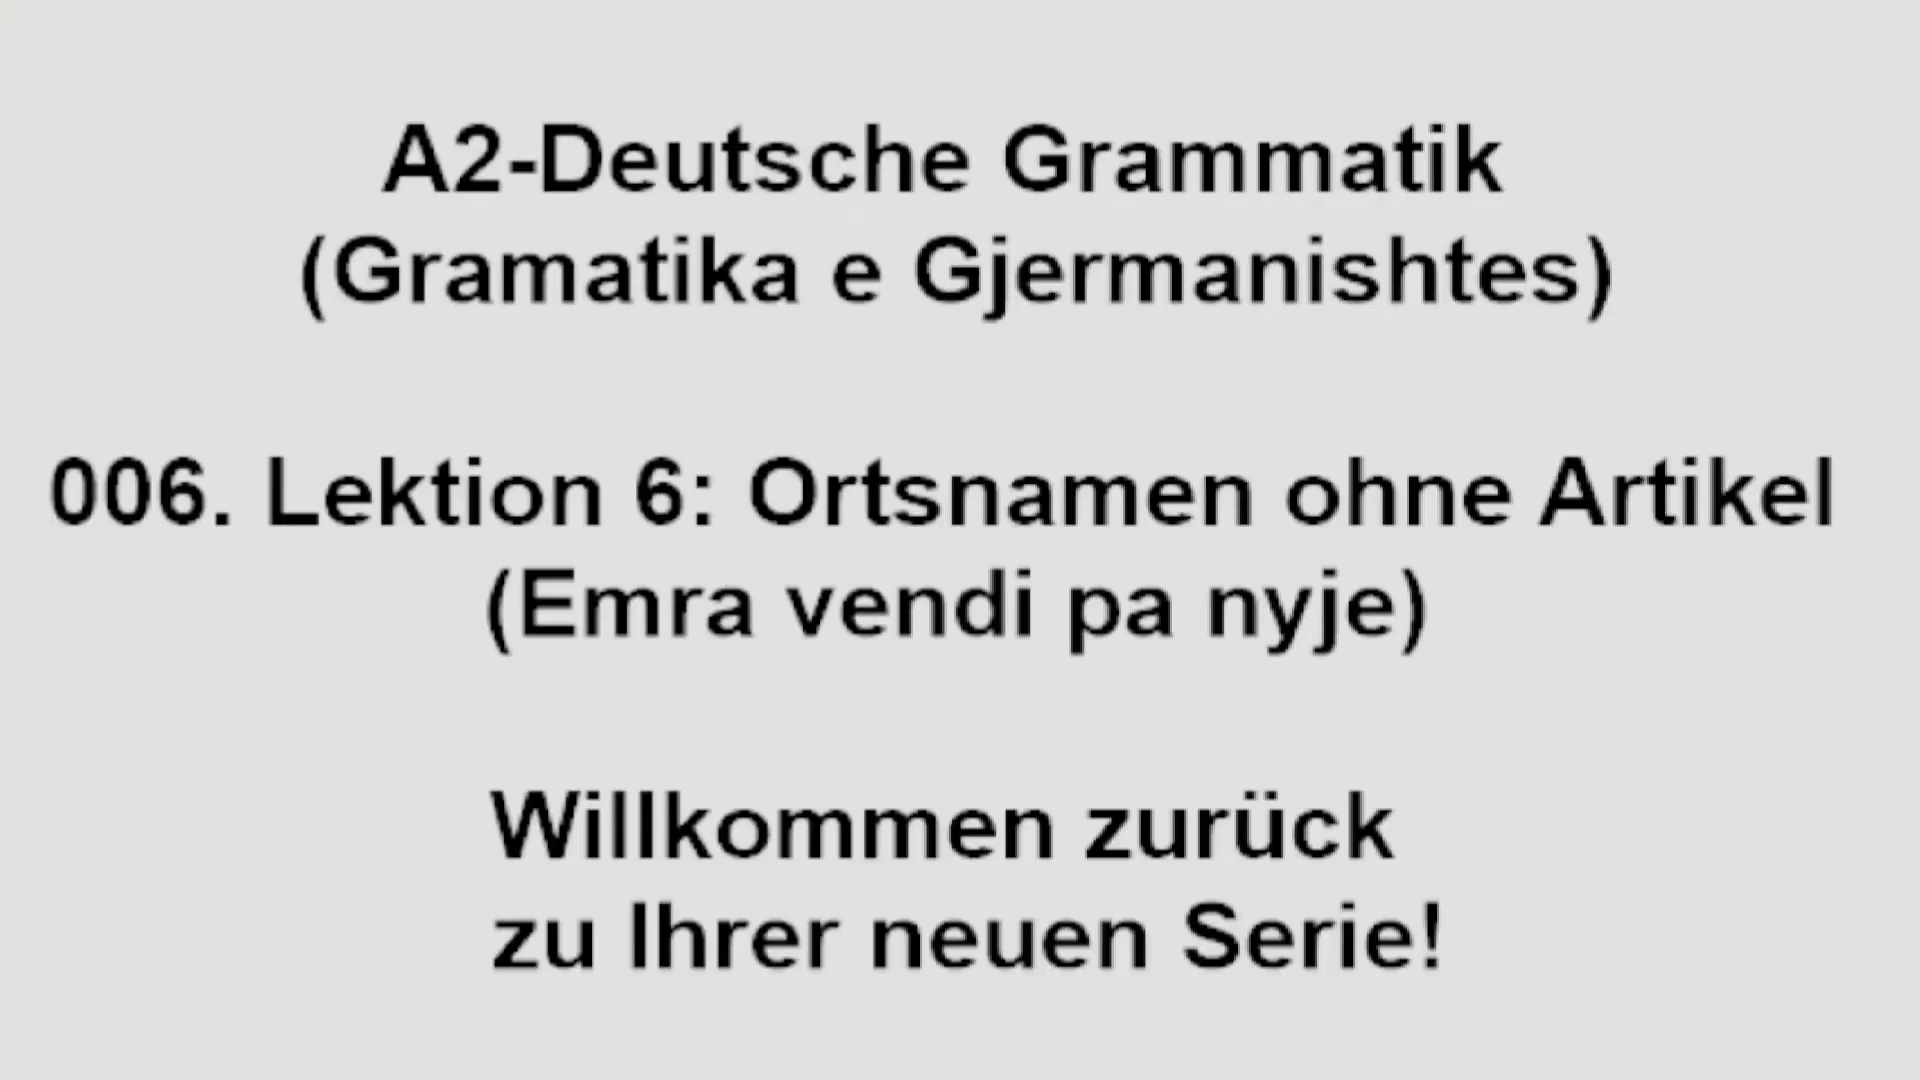 A2-Deutsche Grammatik
(Gramatika e Gjermanishtes)
006. Lektion 6: Ortsnamen ohne Artikel
(Emra vendi pa nyje)
Willkommen zurück
zu Ihrer neuen Serie!